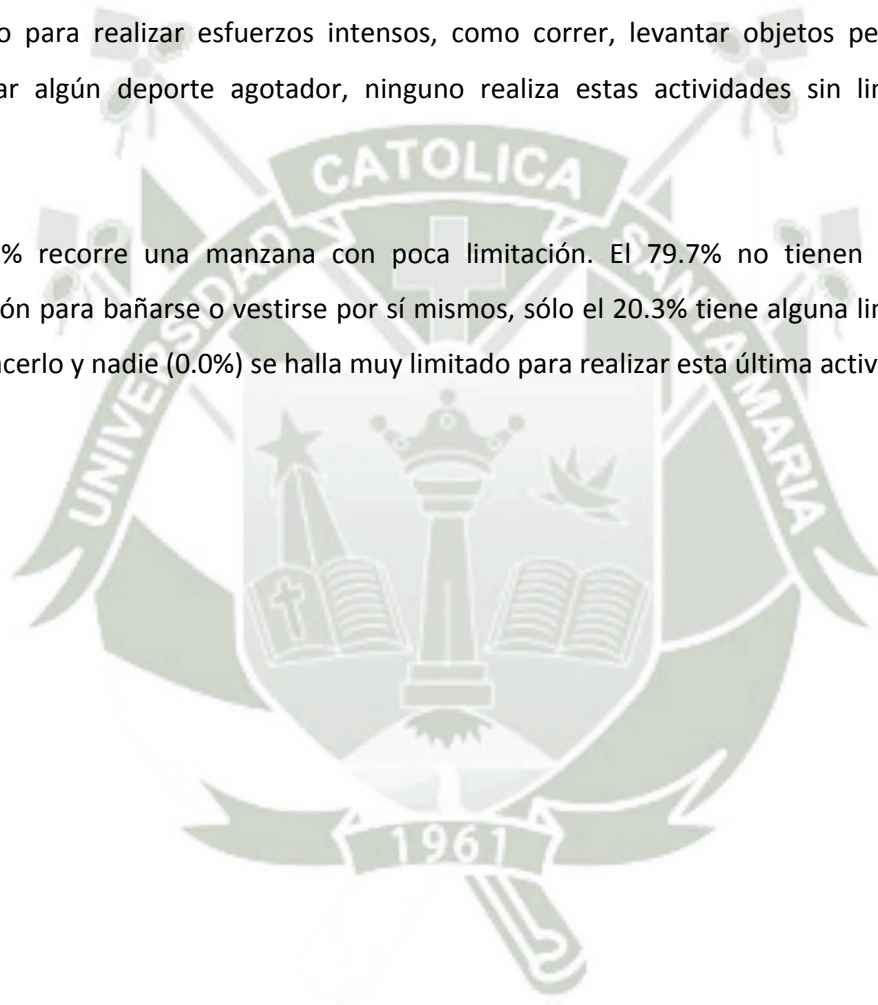 o para realizar esfuerzos intensos, como correr, levantar objetos pe
ar algún deporte agotador, ninguno realiza estas actividades sin lin
% recorre una manzana con poca limitación. El 79.7% no tienen
ón para bañarse o vestirse por sí mismos, sólo el 20.3% tiene alguna lin
acerlo y nadie (0.0%) se halla muy limitado para realizar esta última activ
UNIVERSIDAD CATOLICA SANTA MARIA
1961